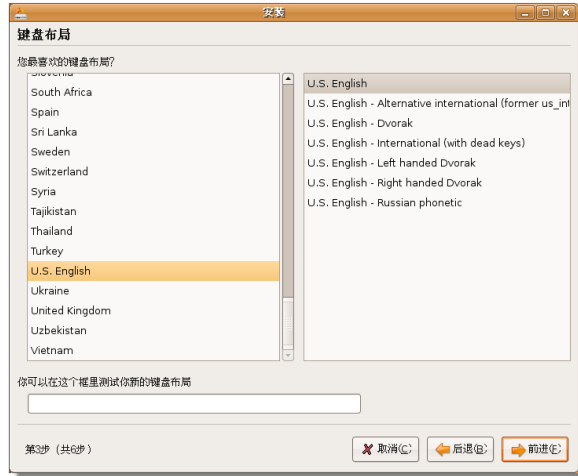 安装
键盘布局
您最喜欢的键盘布局?
Slovenia
South Africa
Spain
Sri Lanka
Sweden
Switzerland
Syria
Tajikistan
Thailand
Turkey
U.S. English
Ukraine
United Kingdom
Uzbekistan
Vietnam
U.S. English
U.S. English - Alternative international (former us_int
U.S. English - Dvorak
U.S. English - International (with dead keys)
U.S. English - Left handed Dvorak
U.S. English - Right handed Dvorak
U.S. English - Russian phonetic
你可以在这个框里测试你新的键盘布局
第3步（共6步）
取消(C)
后退(B)
前进(F)